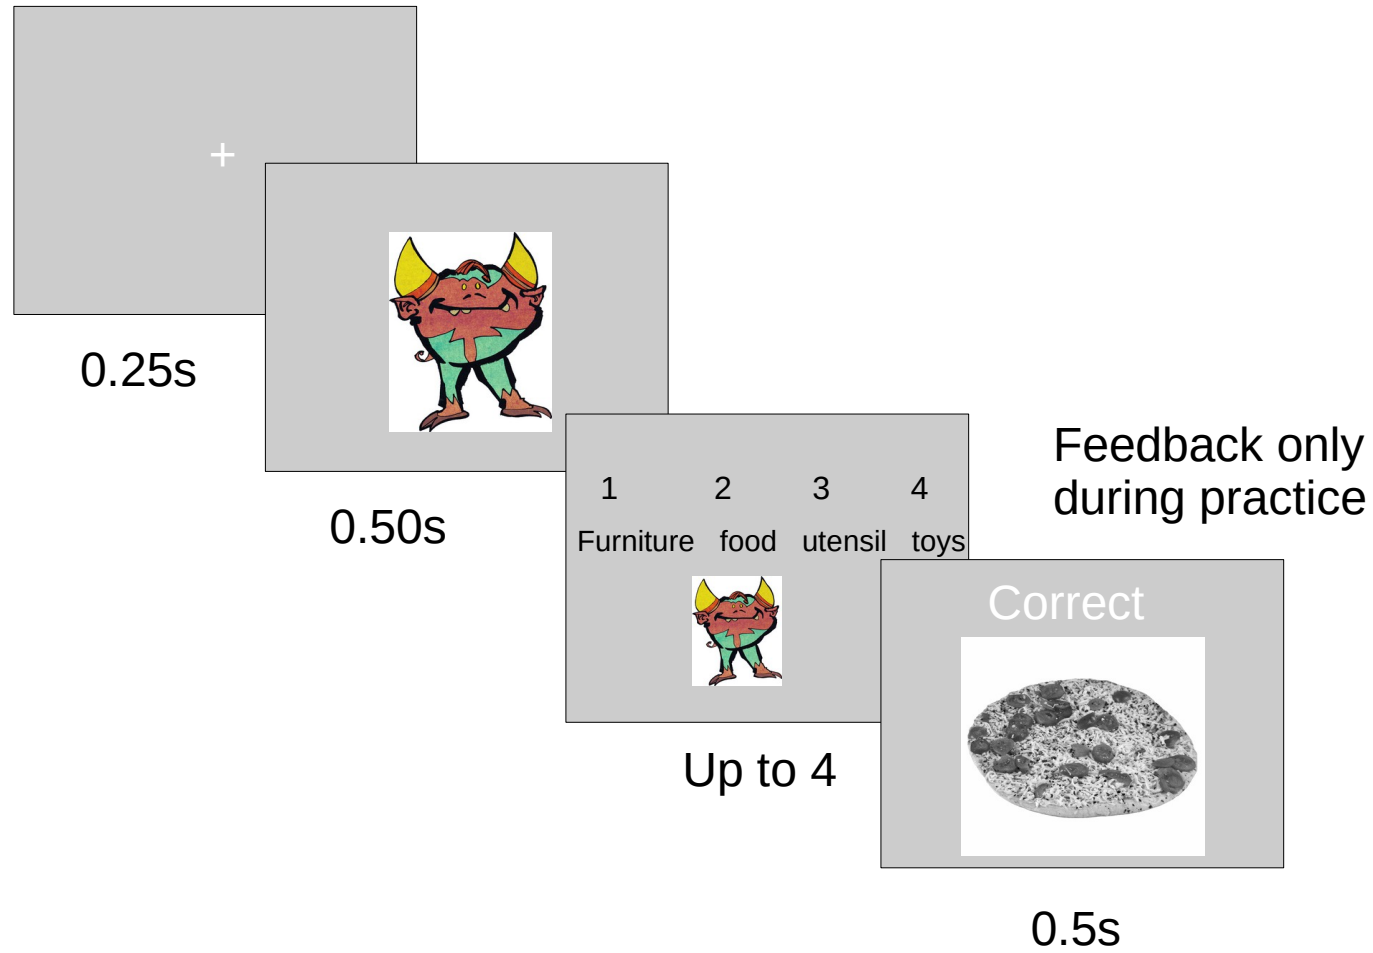 +
0.25s
0.50s
1 2 3 4
Furniture food utensil toys
Up to 4
Feedback only
during practice
Correct
0.5s